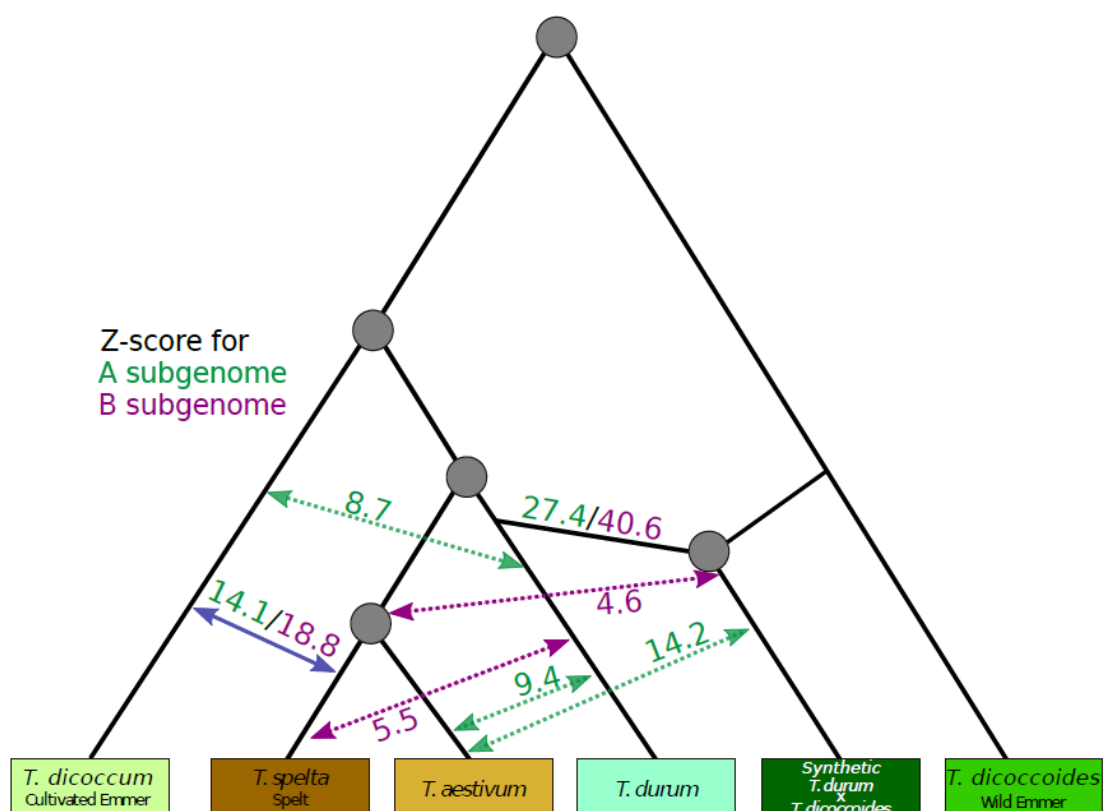 Z-score for
A subgenome
B subgenome
8.7
27.4/40.6
14.1/18.8
4.6
14.2
9.4
5.5
T. dicoccum
Cultivated Emmer
T. spelta
Spelt
T. aestivum
T. durum
Synthetic
T.durum
x
T.dicoccoides
T. dicoccoides
Wild Emmer